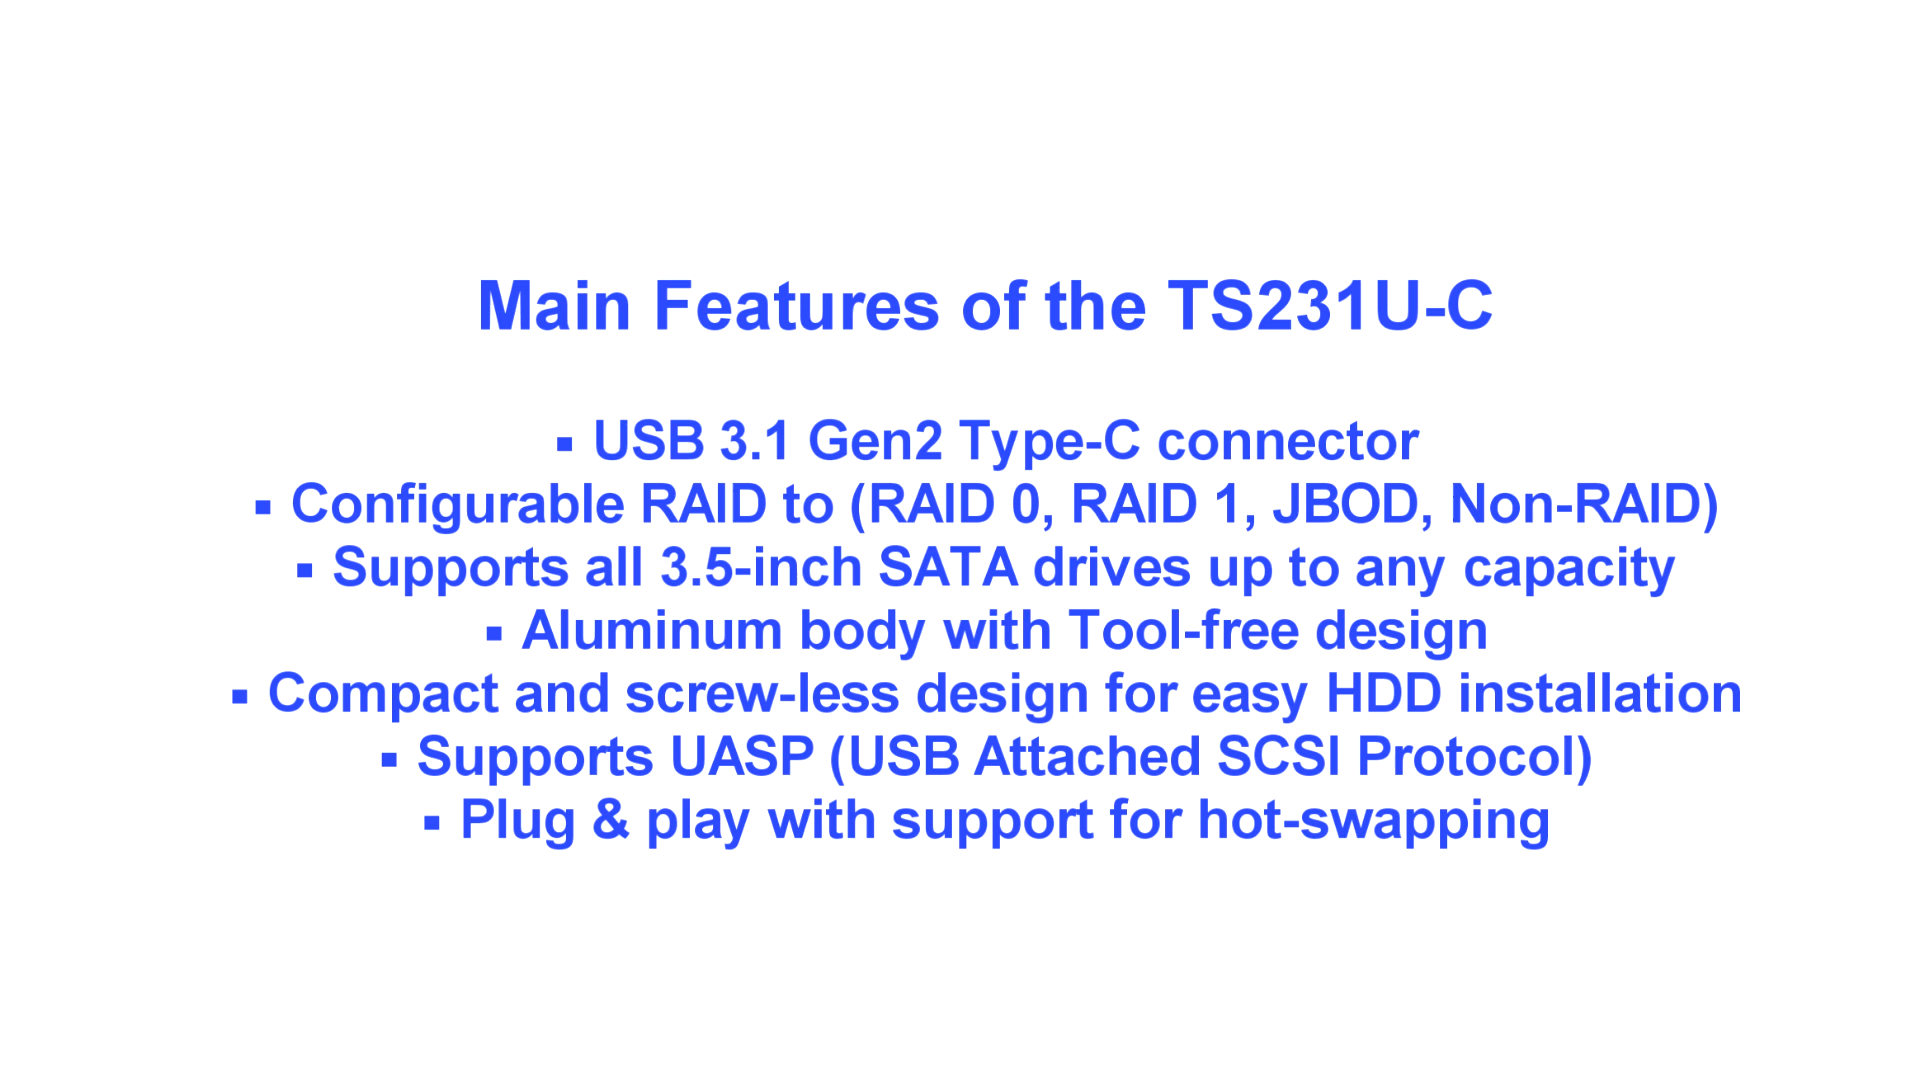 Main Features of the TS231U-C
▪ USB 3.1 Gen2 Type-C connector
▪ Configurable RAID to (RAID 0, RAID 1, JBOD, Non-RAID)
▪ Supports all 3.5-inch SATA drives up to any capacity
▪ Aluminum body with Tool-free design
▪ Compact and screw-less design for easy HDD installation
▪ Supports UASP (USB Attached SCSI Protocol)
▪ Plug & play with support for hot-swapping